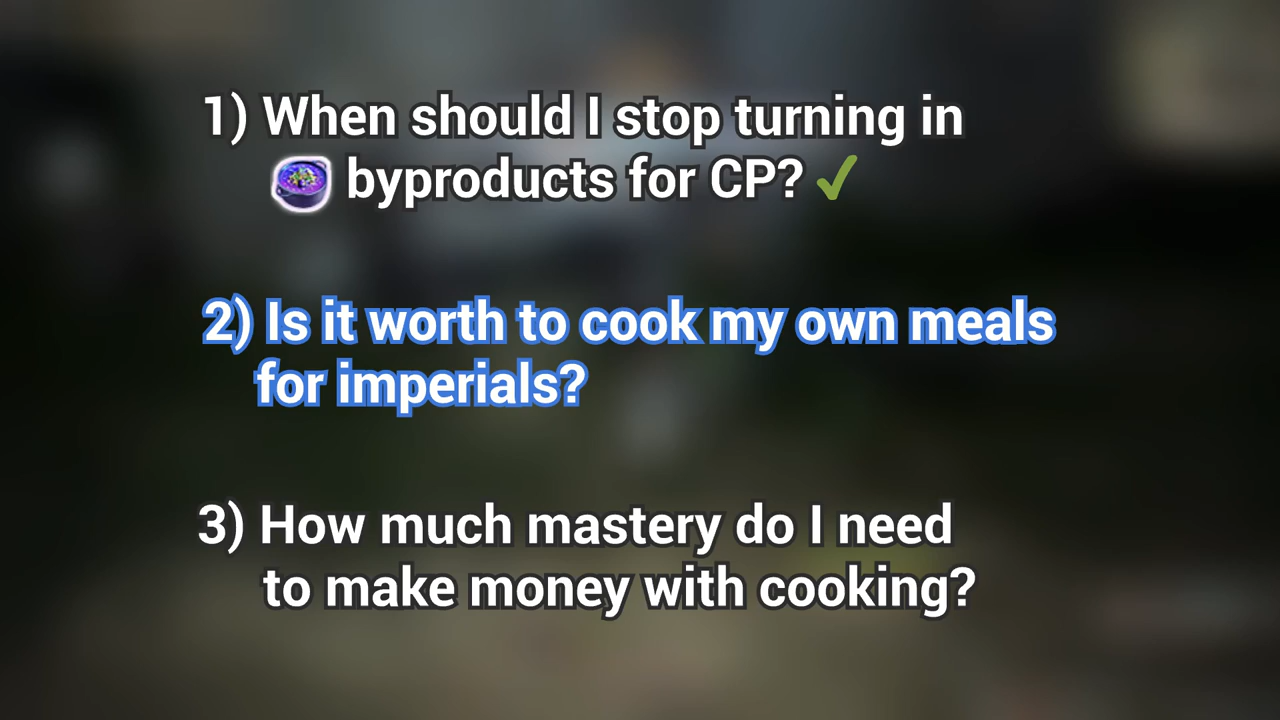 1) When should I stop turning in
byproducts for CP? ✓
2) Is it worth to cook my own meals
for imperials?
3) How much mastery do I need
to make money with cooking?